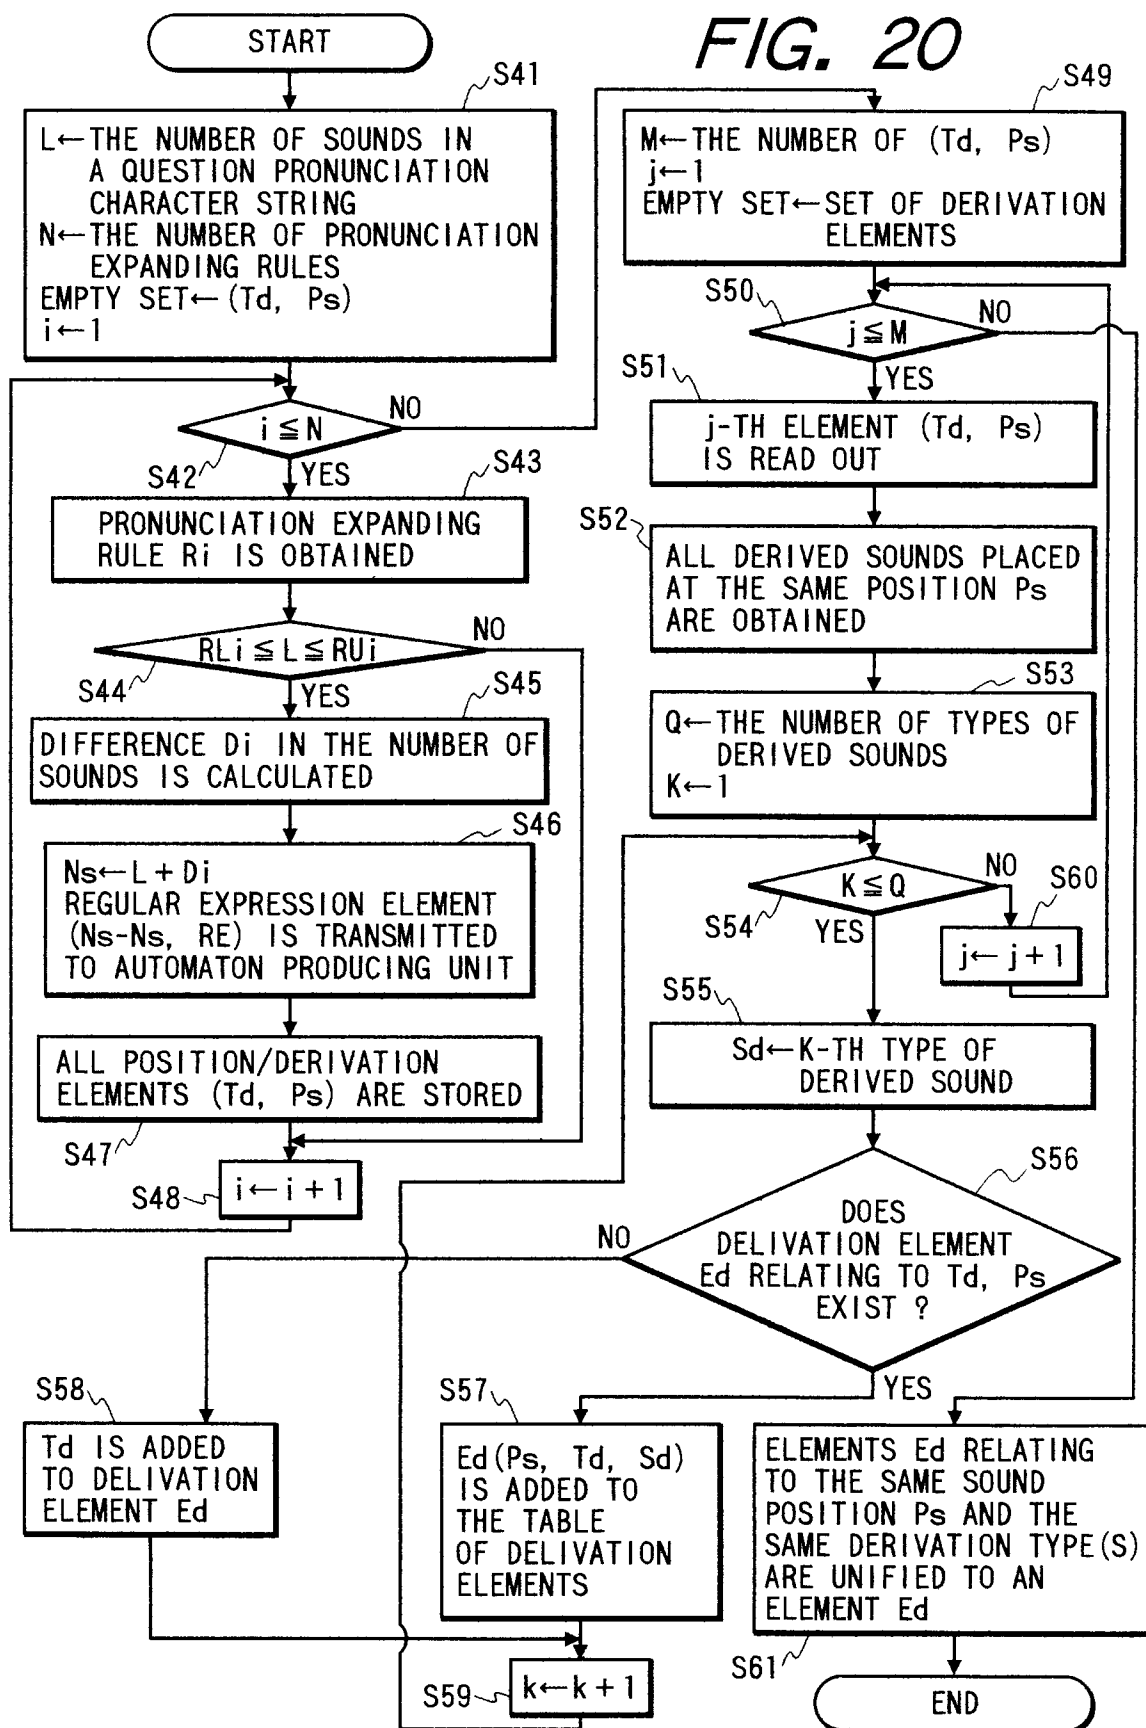 FIG. 20
START
S41
L←THE NUMBER OF SOUNDS IN
A QUESTION PRONUNCIATION
CHARACTER STRING
N←THE NUMBER OF PRONUNCIATION
EXPANDING RULES
EMPTY SET←(Td, Ps)
i←1
i≦N
NO
S42
YES
S43
PRONUNCIATION EXPANDING
RULE Ri IS OBTAINED
RLi≦L≦RUi
NO
S44
YES
S45
DIFFERENCE Di IN THE NUMBER OF
SOUNDS IS CALCULATED
S46
Ns←L+Di
REGULAR EXPRESSION ELEMENT
(Ns-Ns, RE) IS TRANSMITTED
TO AUTOMATON PRODUCING UNIT
ALL POSITION/DERIVATION
ELEMENTS (Td, Ps) ARE STORED
S47
S48
i←i+1
S49
M←THE NUMBER OF (Td, Ps)
j←1
EMPTY SET←SET OF DERIVATION
ELEMENTS
S50
j≦M
NO
YES
S51
j-TH ELEMENT (Td, Ps)
IS READ OUT
S52
ALL DERIVED SOUNDS PLACED
AT THE SAME POSITION Ps
ARE OBTAINED
S53
Q←THE NUMBER OF TYPES OF
DERIVED SOUNDS
K←1
K≦Q
NO
S54
YES
S60
j←j+1
S55
Sd←K-TH TYPE OF
DERIVED SOUND
S56
DOES
DELIVATION ELEMENT
Ed RELATING TO Td, Ps
EXIST ?
NO
YES
S58
Td IS ADDED
TO DELIVATION
ELEMENT Ed
S57
Ed(Ps, Td, Sd)
IS ADDED TO
THE TABLE
OF DELIVATION
ELEMENTS
S59
k←k+1
ELEMENTS Ed RELATING
TO THE SAME SOUND
POSITION Ps AND THE
SAME DERIVATION TYPE(S)
ARE UNIFIED TO AN
ELEMENT Ed
S61
END